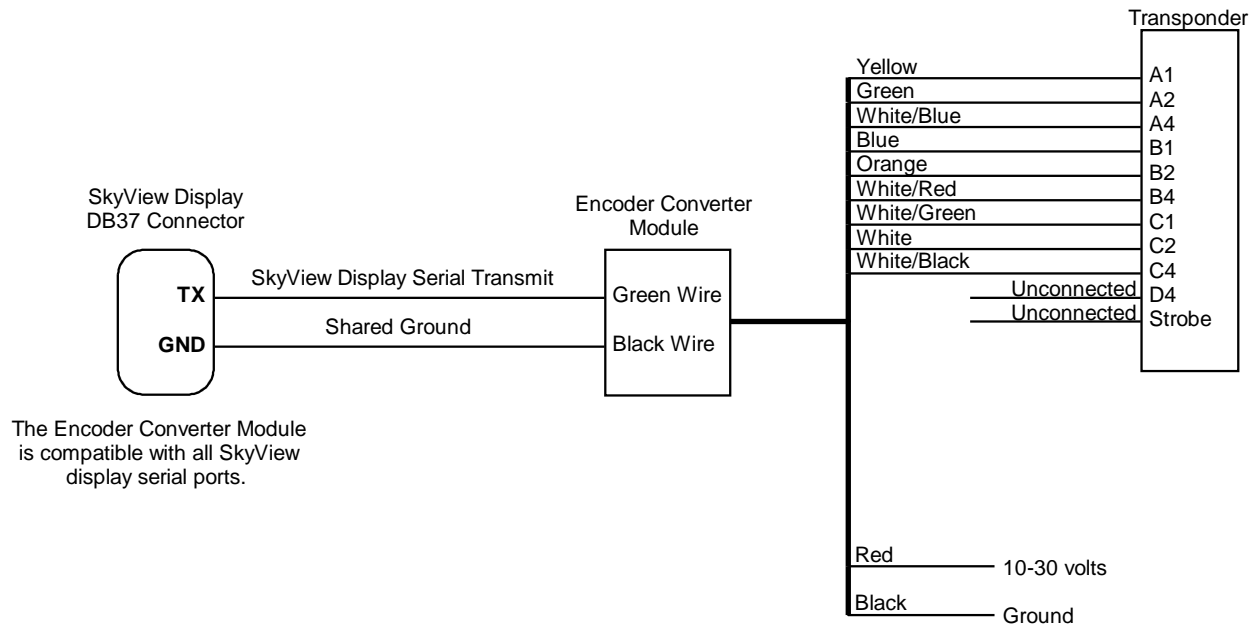 Transponder
Yellow
A1
Green
A2
White/Blue
A4
Blue
B1
Orange
B2
White/Red
B4
White/Green
C1
White
C2
White/Black
C4
Unconnected
D4
Unconnected
Strobe
SkyView Display
DB37 Connector
Encoder Converter
Module
TX
SkyView Display Serial Transmit
Green Wire
GND
Shared Ground
Black Wire
The Encoder Converter Module
is compatible with all SkyView
display serial ports.
Red
10-30 volts
Black
Ground